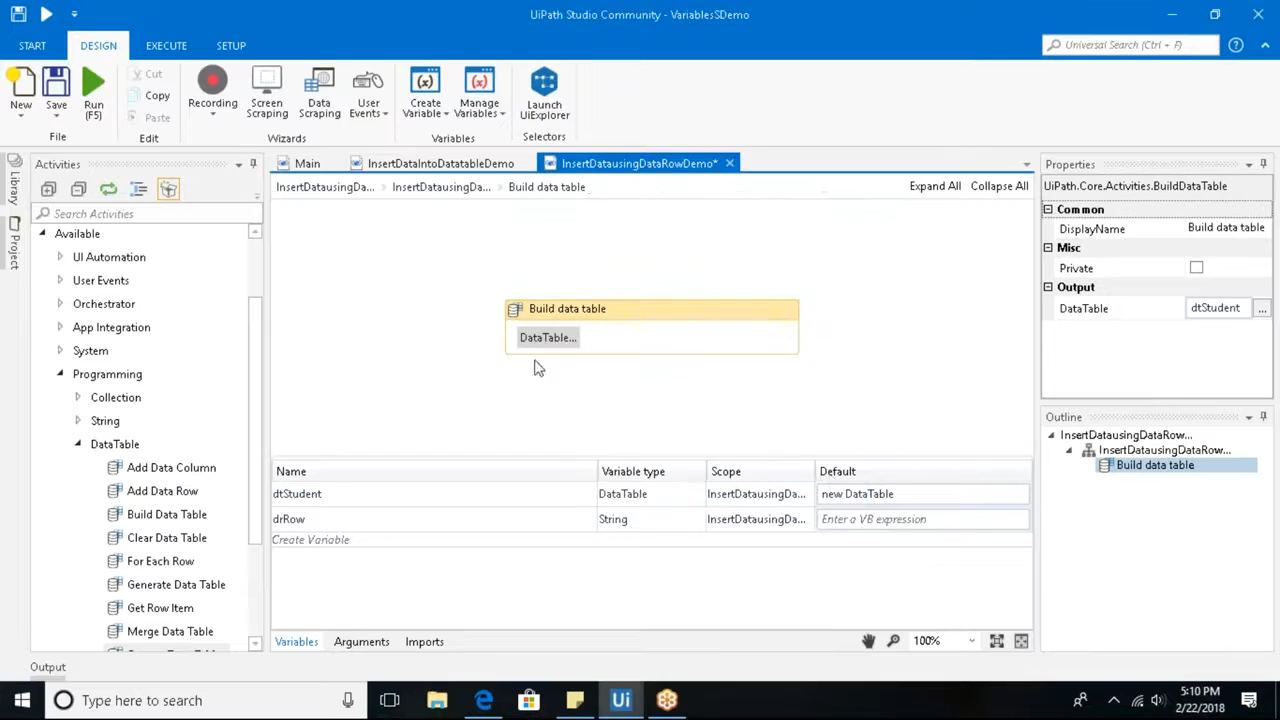 UiPath Studio Community - VariablesSDemo
START DESIGN EXECUTE SETUP
Universal Search (Ctrl + F)
New Save Run (F5)
Cut
Copy
Paste
Recording Screen Scraping Data Scraping User Events
Create Variable Manage Variables
Launch UiExplorer
File Edit Wizards Variables Selectors
Library
Project
Activities
Main InsertDataIntoDatatableDemo InsertDatausingDataRowDemo*
Properties
InsertDatausingDa... InsertDatausingDa... Build data table
Expand All Collapse All
UiPath.Core.Activities.BuildDataTable
Search Activities
Available
UI Automation
User Events
Orchestrator
App Integration
System
Programming
Collection
String
DataTable
Add Data Column
Add Data Row
Build Data Table
Clear Data Table
For Each Row
Generate Data Table
Get Row Item
Merge Data Table
Build data table
DataTable...
Common
DisplayName Build data table
Misc
Private
Output
DataTable dtStudent ...
Outline
InsertDatausingDataRow...
InsertDatausingDataRow...
Build data table
Name Variable type Scope Default
dtStudent DataTable InsertDatausingDa... new DataTable
drRow String InsertDatausingDa... Enter a VB expression
Create Variable
Variables Arguments Imports
100%
Output
Type here to search
Ui
5:10 PM
2/22/2018